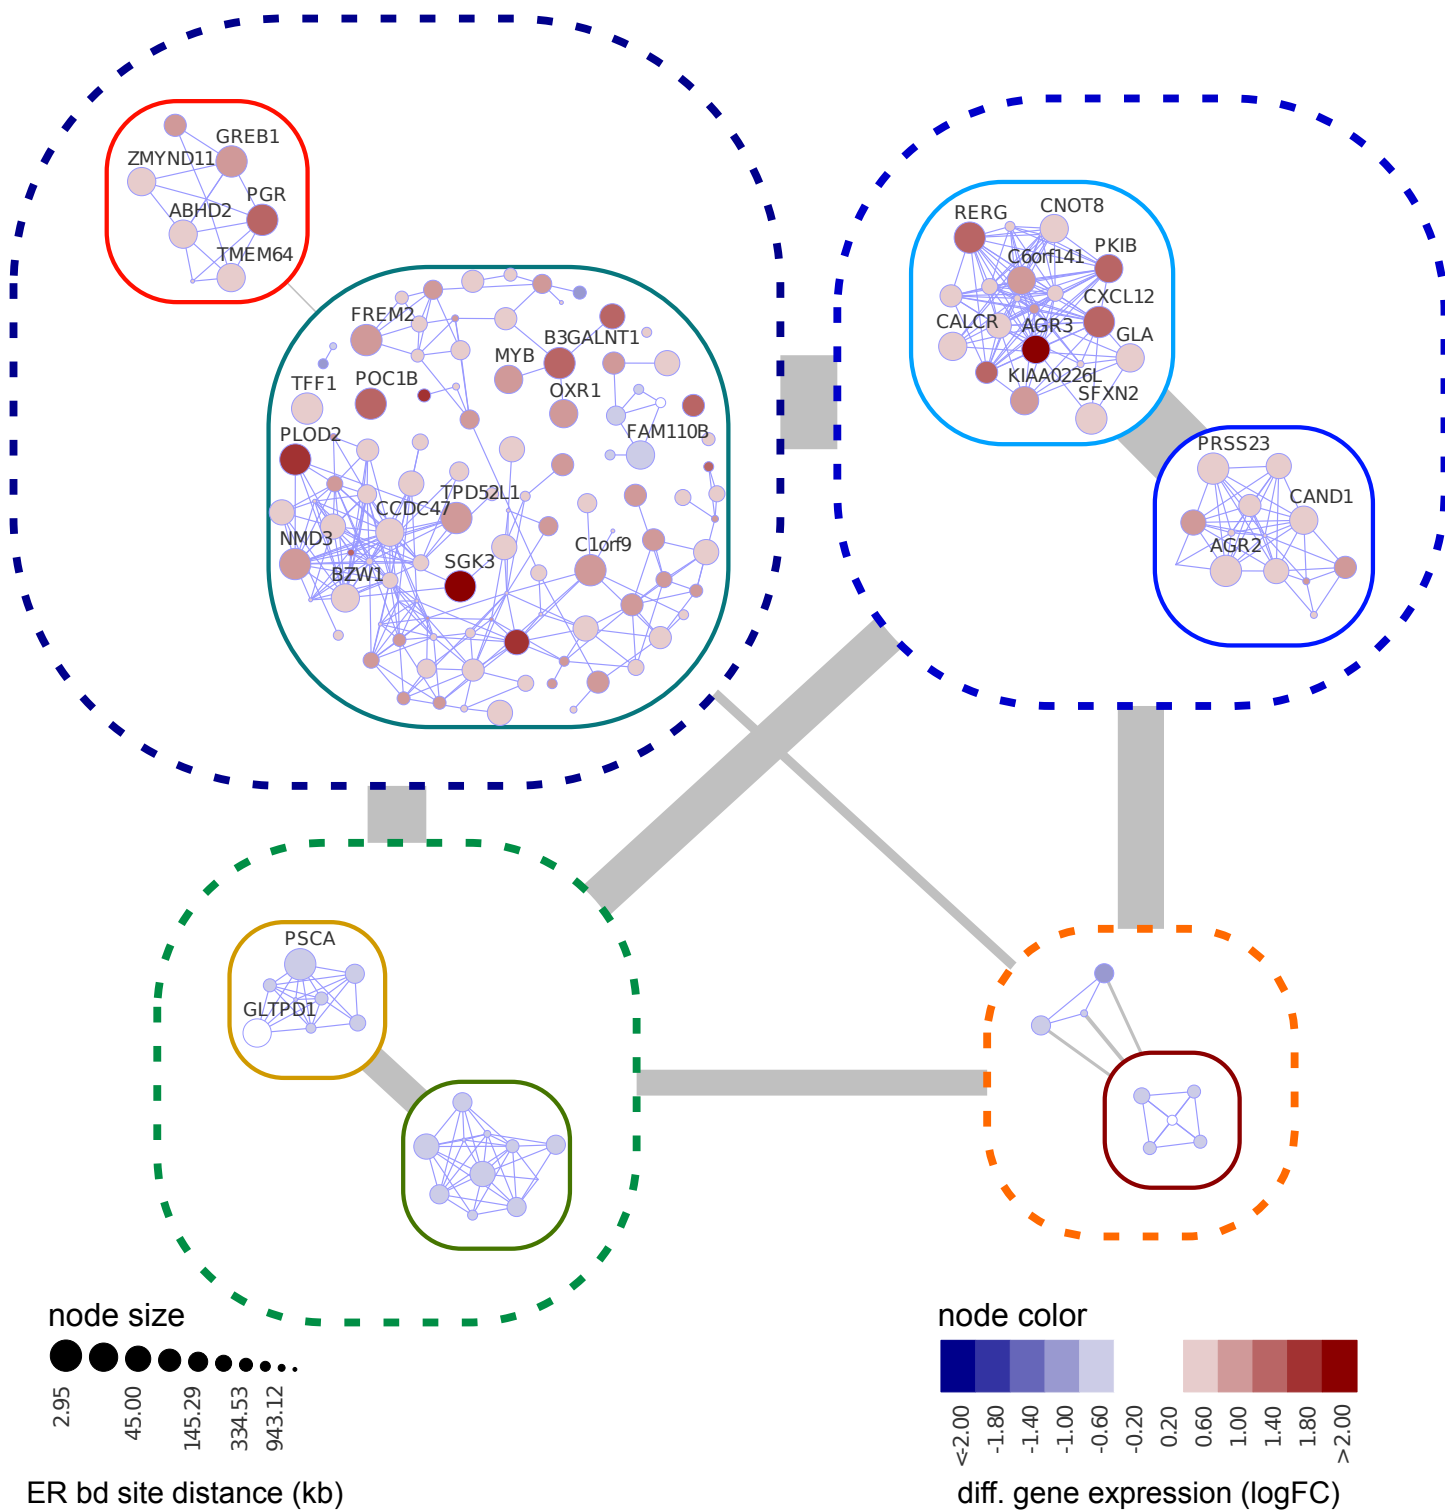 GREB1
ZMYND11
PGR
ABHD2
TMEM64
FREM2
B3GALNT1
MYB
POC1B
TFF1
OXR1
FAM110B
PLOD2
TPD52L1
CCDC47
NMD3
SGK3
C1orf9
BZW1
RERG
CNOT8
PKIB
C6orf141
CXCL12
CALCR
AGR3
GLA
KIAA0226L
SFXN2
PRSS23
CAND1
AGR2
PSCA
GLTPD1
node size
2.95
45.00
145.29
334.53
943.12
ER bd site distance (kb)
node color
<-2.00
-1.80
-1.40
-1.00
-0.60
-0.20
0.20
0.60
1.00
1.40
1.80
>2.00
diff. gene expression (logFC)